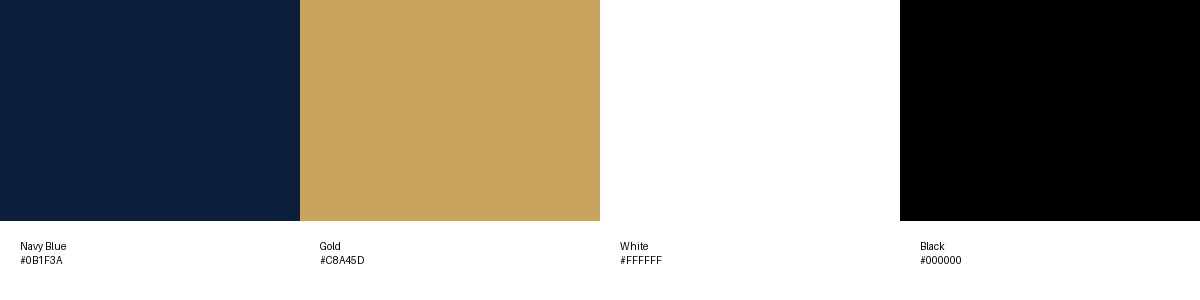 Navy Blue
#0B1F3A
Gold
#C8A45D
White
#FFFFFF
Black
#000000